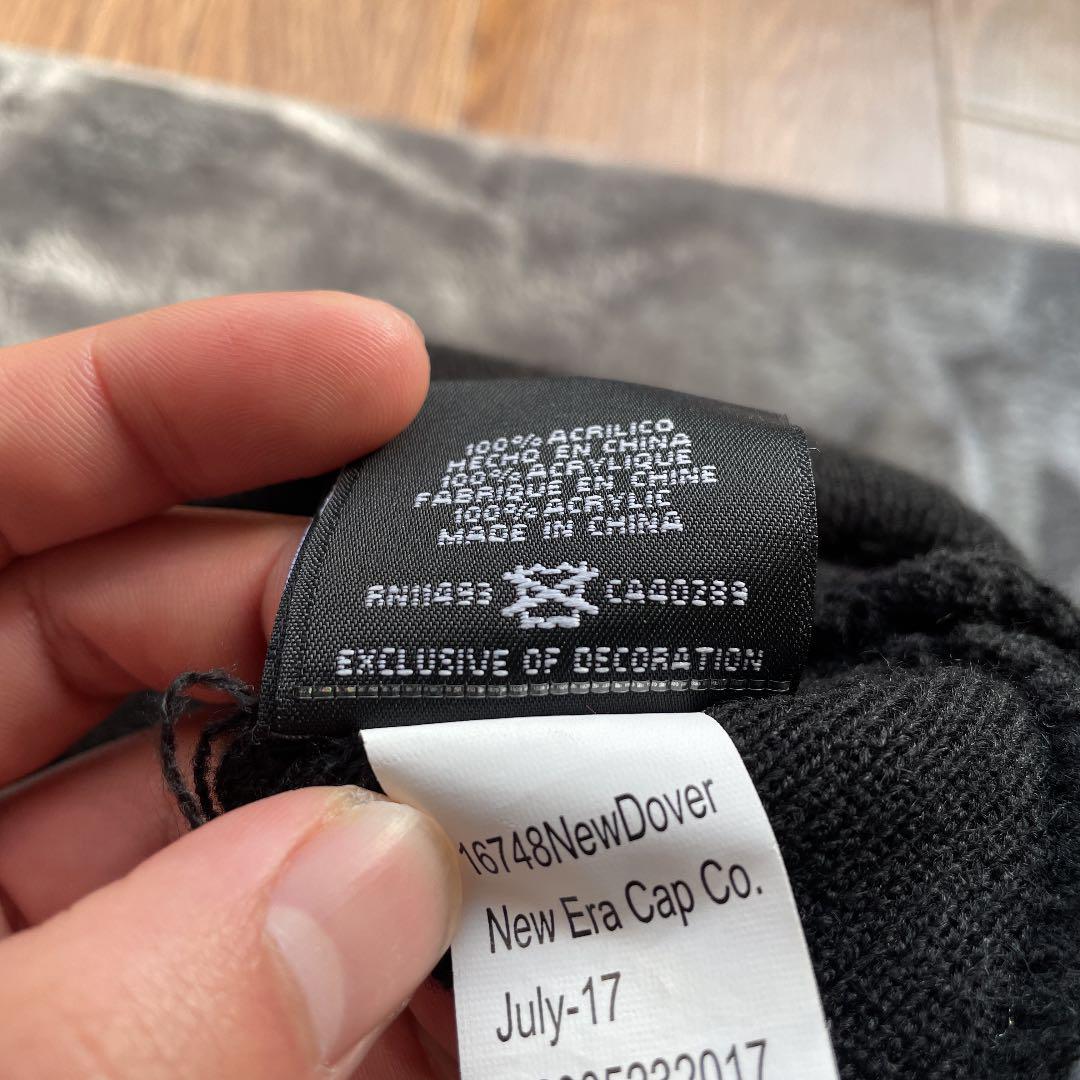 100% ACRILICO
HECHO EN CHINA
100% ACRYLIQUE
FABRIQUE EN CHINE
100% ACRYLIC
MADE IN CHINA
RN11493 CA40289
EXCLUSIVE OF DECORATION
16748NewDover
New Era Cap Co.
July-17